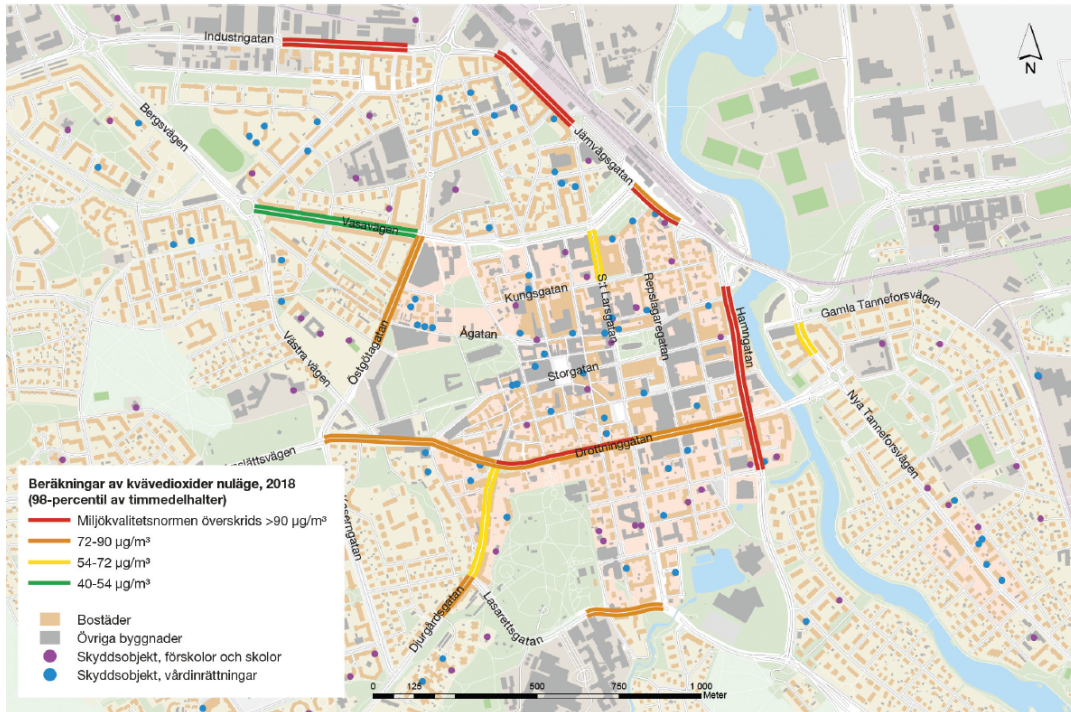 Industrigatan
N
Bergsvägen
Järnvägsgatan
Vasavägen
Kungsgatan
S:t Larsgatan
Repslagaregatan
Hamngatan
Gamla Tanneforsvägen
Ågatan
Östgötagatan
Västra vägen
Storgatan
Nya Tanneforsvägen
Drottninggatan
slättsvägen
Djurgårdsgatan
Lasarettsgatan
Beräkningar av kvävedioxider nuläge, 2018
(98-percentil av timmedelhalter)
Miljökvalitetsnormen överskrids >90 µg/m³
72-90 µg/m³
54-72 µg/m³
40-54 µg/m³
Bostäder
Övriga byggnader
Skyddsobjekt, förskolor och skolor
Skyddsobjekt, vårdinrättningar
0 125 250 500 750 1 000
Meter